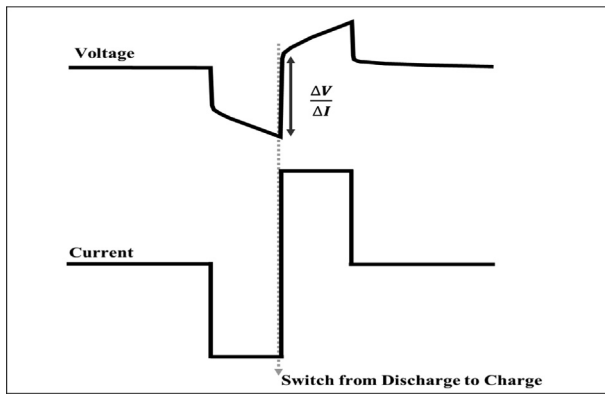 Voltage
ΔV
ΔI
Current
Switch from Discharge to Charge